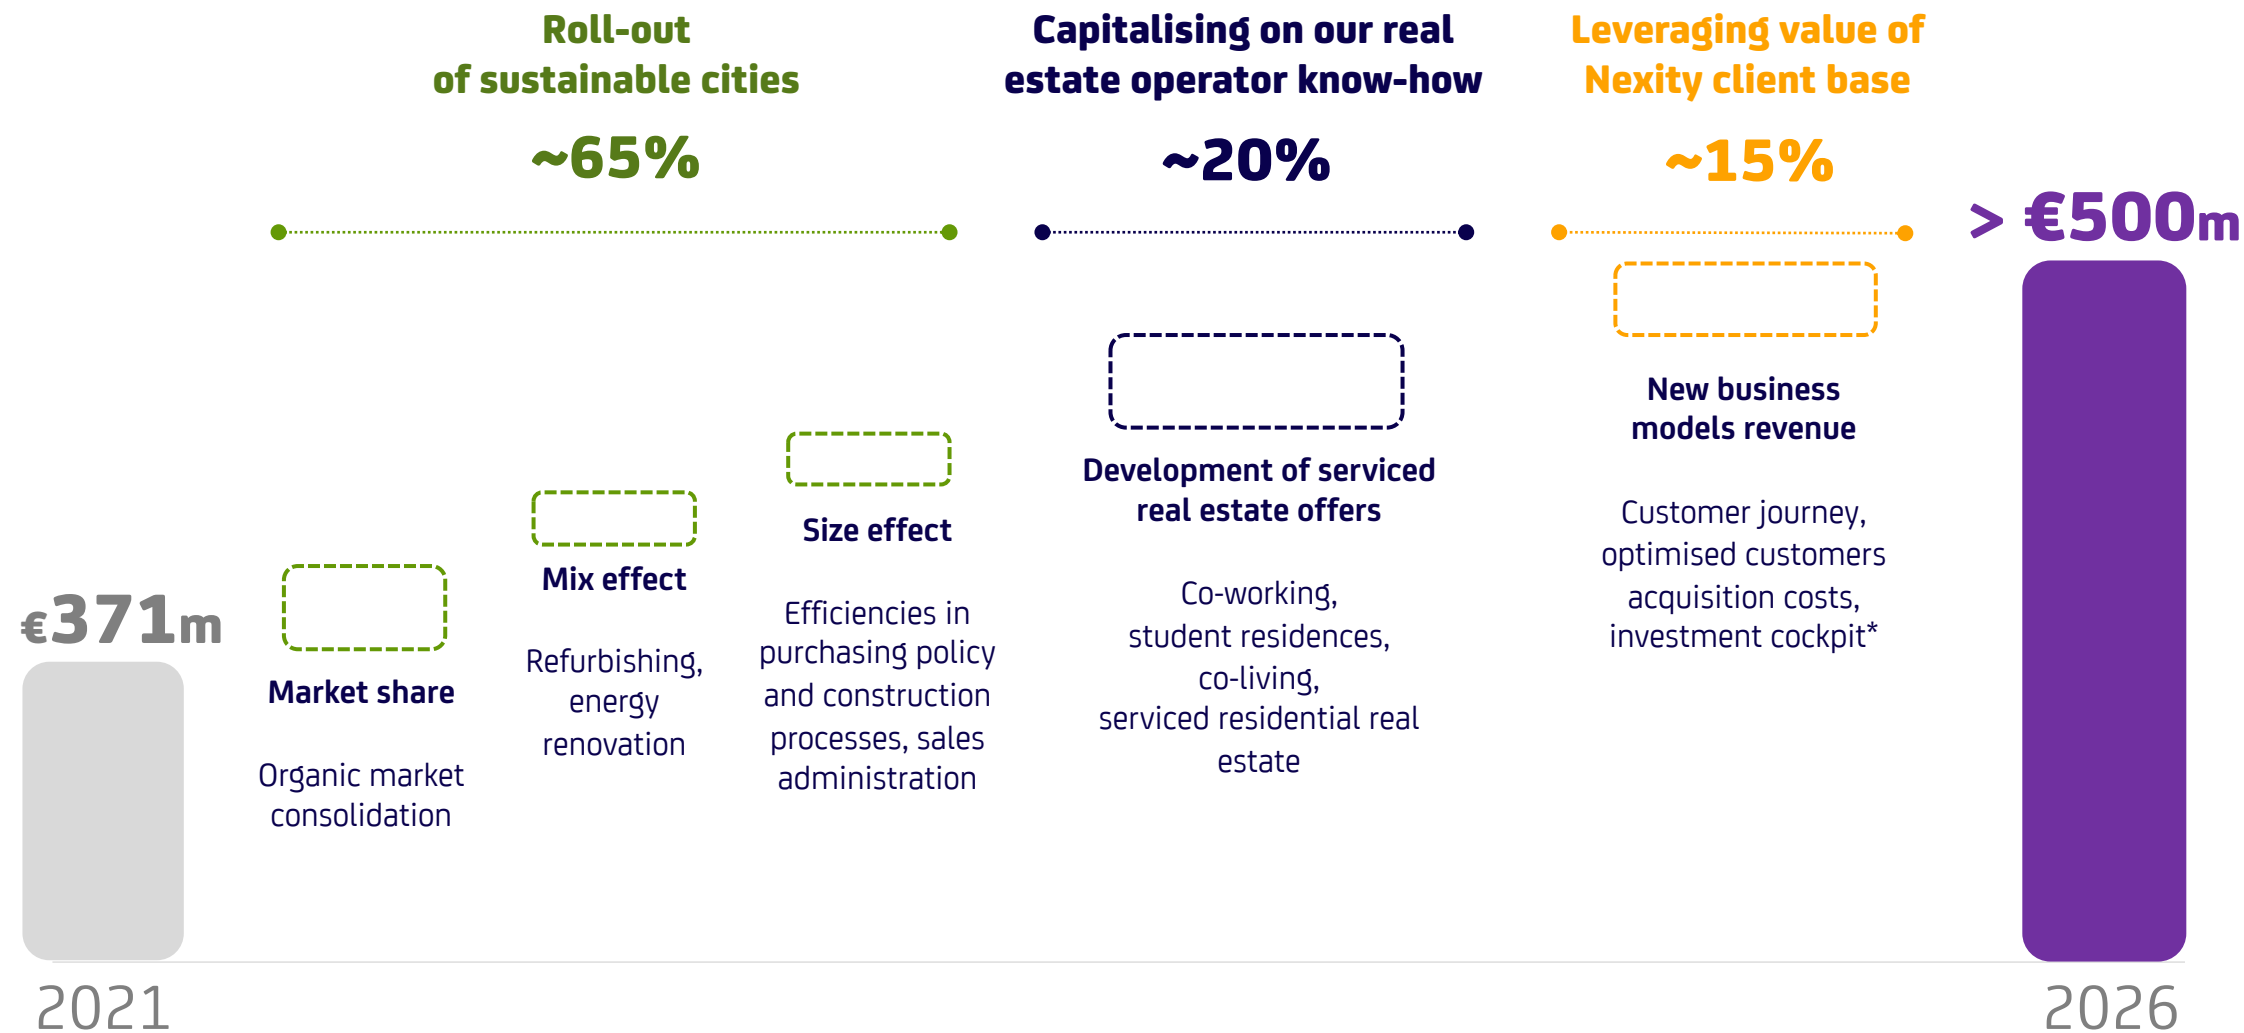 Roll-out
of sustainable cities
~65%
Capitalising on our real
estate operator know-how
~20%
Leveraging value of
Nexity client base
~15%
> €500m
€371m
Market share
Organic market
consolidation
Mix effect
Refurbishing,
energy
renovation
Size effect
Efficiencies in
purchasing policy
and construction
processes, sales
administration
Development of serviced
real estate offers
Co-working,
student residences,
co-living,
serviced residential real
estate
New business
models revenue
Customer journey,
optimised customers
acquisition costs,
investment cockpit*
2021
2026